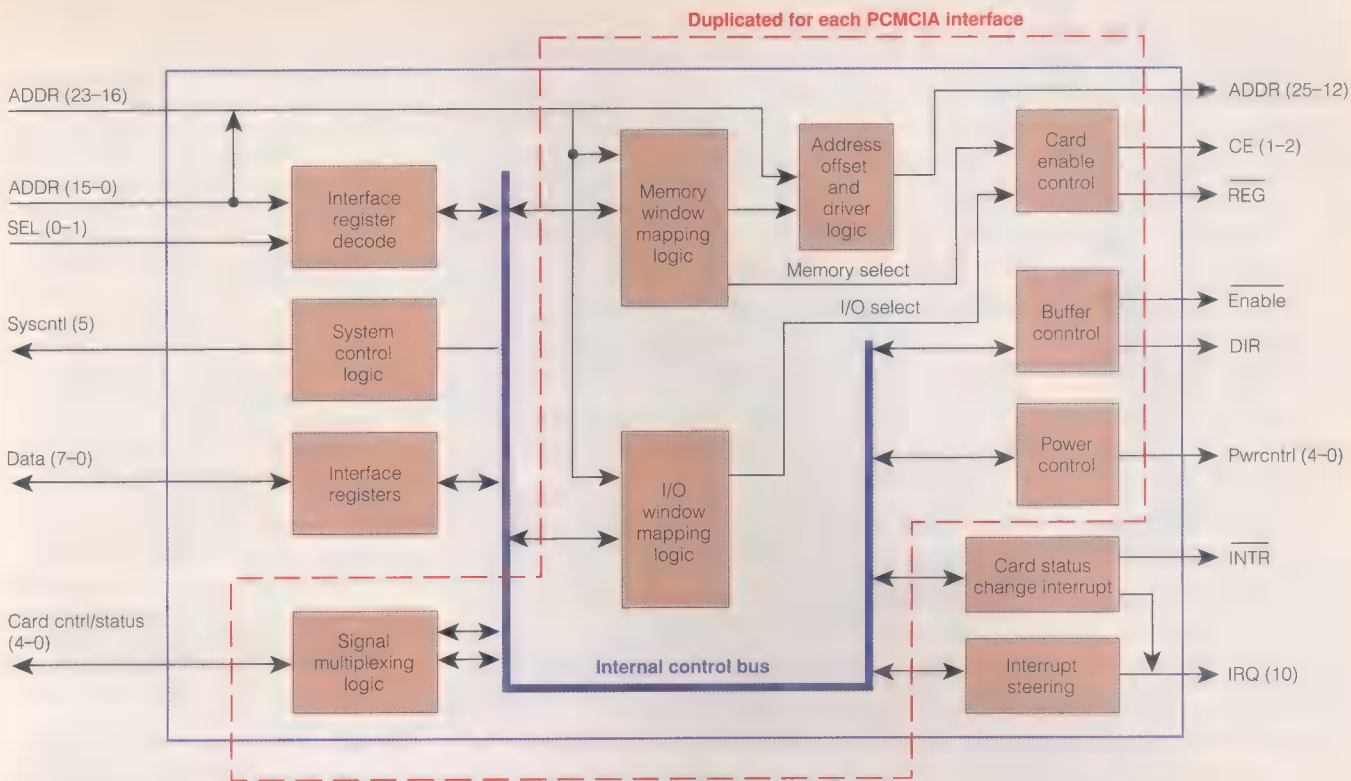 Duplicated for each PCMCIA interface
ADDR (23–16)
ADDR (15–0)
SEL (0–1)
Syscntl (5)
Data (7–0)
Card cntrl/status
(4–0)
Interface
register
decode
System
control
logic
Interface
registers
Signal
multiplexing
logic
Memory
window
mapping
logic
Address
offset
and
driver
logic
Memory select
I/O select
I/O
window
mapping
logic
Internal control bus
Card
enable
control
Buffer
conntrol
Power
control
Card status
change interrupt
Interrupt
steering
ADDR (25–12)
CE (1–2)
REG
Enable
DIR
Pwrcntrl (4–0)
INTR
IRQ (10)